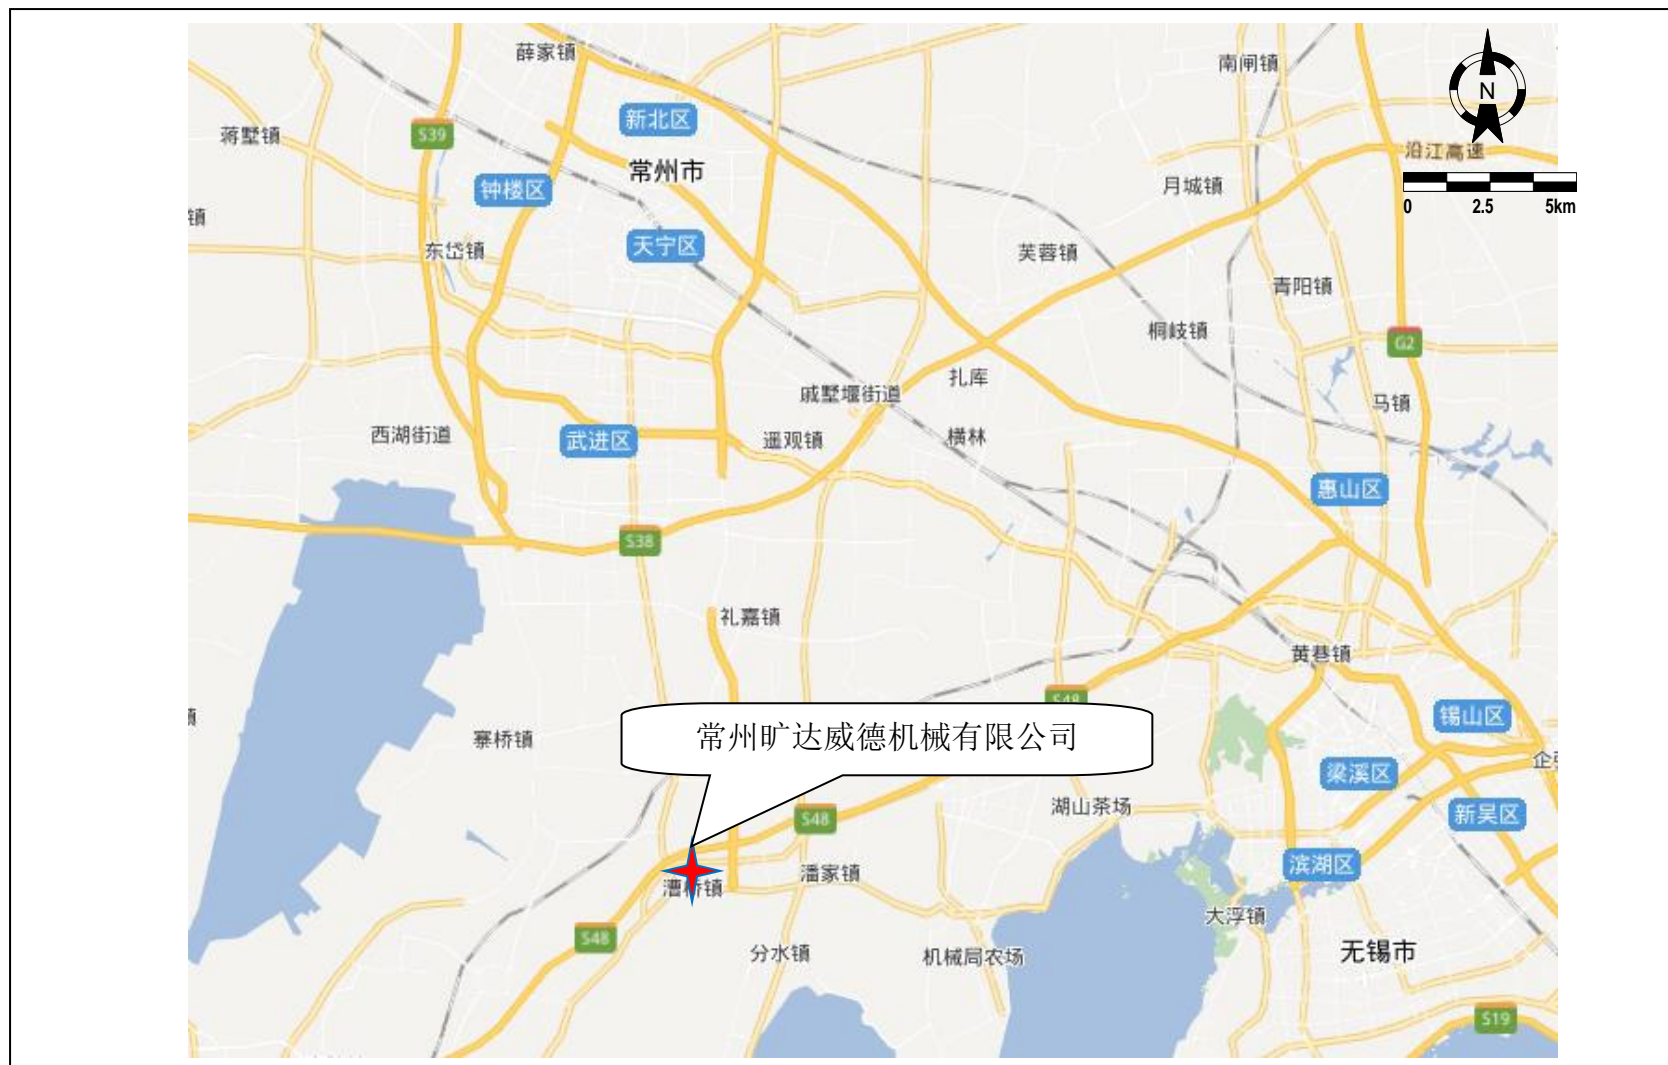 薛家镇
南闸镇
N
新北区
蒋墅镇
S39
沿江高速
常州市
钟楼区
月城镇
0 2.5 5km
镇
天宁区
东岱镇
芙蓉镇
青阳镇
桐岐镇
G2
扎库
戚墅堰街道
马镇
西湖街道
武进区
遥观镇
横林
惠山区
S38
礼嘉镇
黄巷镇
S48
锡山区
常州旷达威德机械有限公司
寨桥镇
梁溪区
湖山茶场
新吴区
S48
滨湖区
潘家镇
漕桥镇
大浮镇
S48
分水镇
机械局农场
无锡市
S19